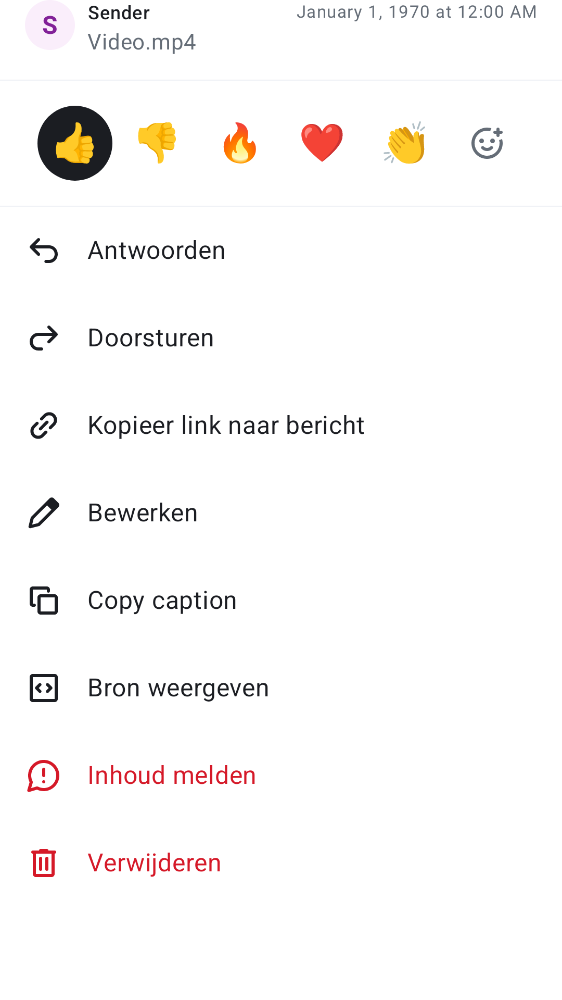 S
Sender
January 1, 1970 at 12:00 AM
Video.mp4
Antwoorden
Doorsturen
Kopieer link naar bericht
Bewerken
Copy caption
Bron weergeven
Inhoud melden
Verwijderen